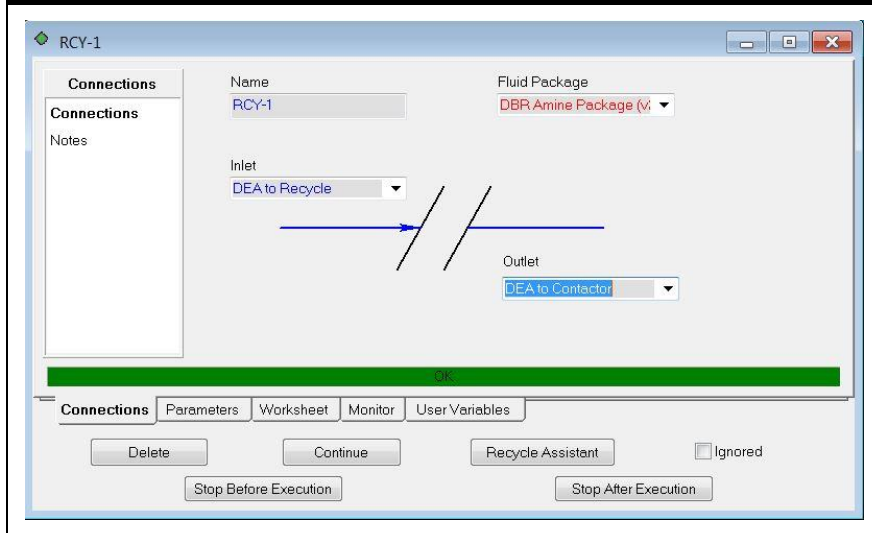 RCY-1
Connections
Connections
Notes
Name
RCY-1
Fluid Package
DBR Amine Package (v
Inlet
DEA to Recycle
Outlet
DEA to Contactor
OK
Connections Parameters Worksheet Monitor User Variables
Delete Continue Recycle Assistant Ignored
Stop Before Execution Stop After Execution